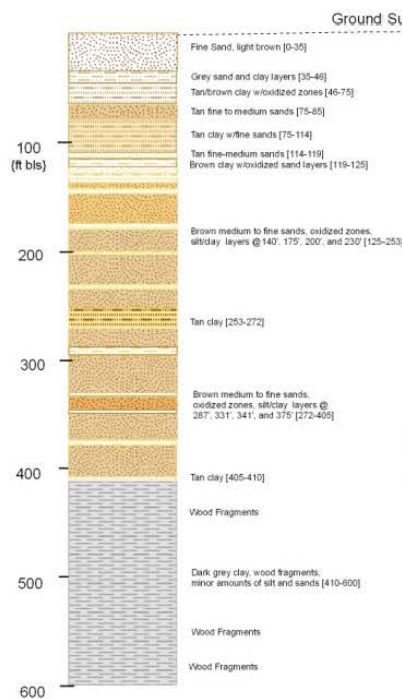 Ground Su
Fine Sand, light brown [0-35]
Grey sand and clay layers [35-46]
Tan/brown clay w/oxidized zones [46-75]
Tan fine to medium sands [75-85]
Tan clay w/fine sands [75-114]
100
{ft bls}
Tan fine-medium sands [114-119]
Brown clay w/oxidized sand layers [119-125]
Brown medium to fine sands, oxidized zones,
silt/clay layers @140', 175', 200', and 230' [125-253]
200
Tan clay [253-272]
300
Brown medium to fine sands,
oxidized zones, silt/clay layers @
287', 331', 341', and 375' [272-405]
400
Tan clay [405-410]
Wood Fragments
Dark grey clay, wood fragments,
minor amounts of silt and sands [410-600]
500
Wood Fragments
Wood Fragments
600